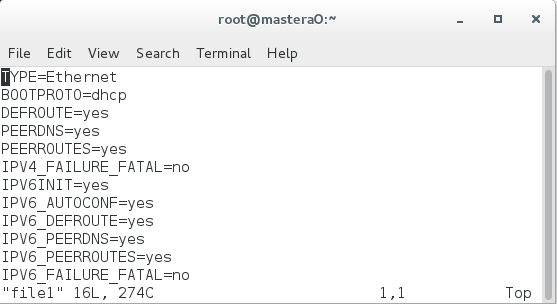 root@mastera0:~
File Edit View Search Terminal Help
TYPE=Ethernet
BOOTPROTO=dhcp
DEFROUTE=yes
PEERDNS=yes
PEERROUTES=yes
IPV4_FAILURE_FATAL=no
IPV6INIT=yes
IPV6_AUTOCONF=yes
IPV6_DEFROUTE=yes
IPV6_PEERDNS=yes
IPV6_PEERROUTES=yes
IPV6_FAILURE_FATAL=no
"file1" 16L, 274C 1,1 Top